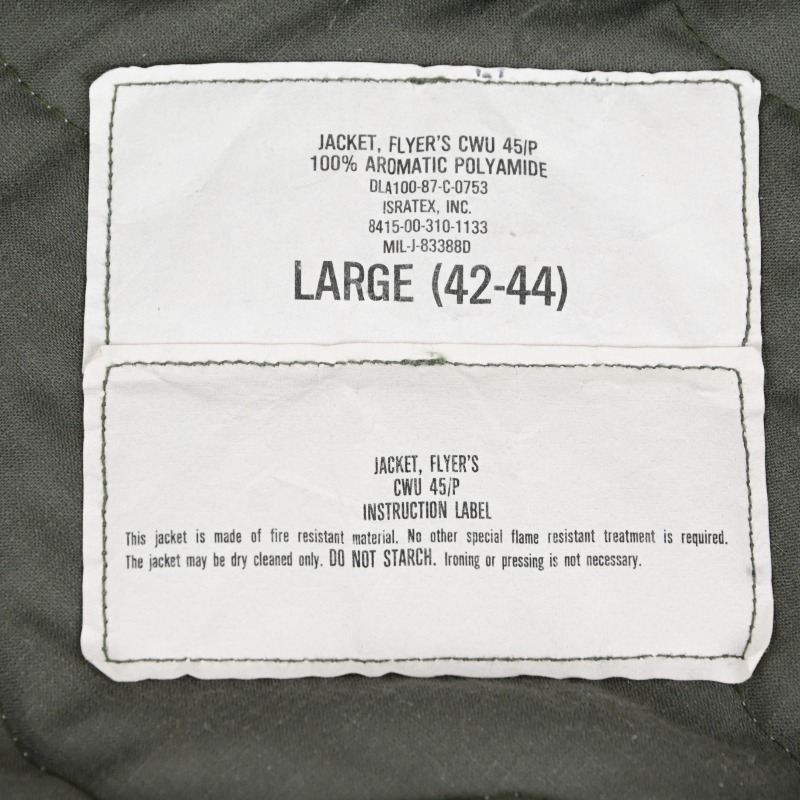 JACKET, FLYER'S CWU 45/P
100% AROMATIC POLYAMIDE
DLA100-87-C-0753
ISRATEX, INC.
8415-00-310-1133
MIL-J-83388D
LARGE (42-44)
JACKET, FLYER'S
CWU 45/P
INSTRUCTION LABEL
This jacket is made of fire resistant material. No other special flame resistant treatment is required.
The jacket may be dry cleaned only. DO NOT STARCH. Ironing or pressing is not necessary.